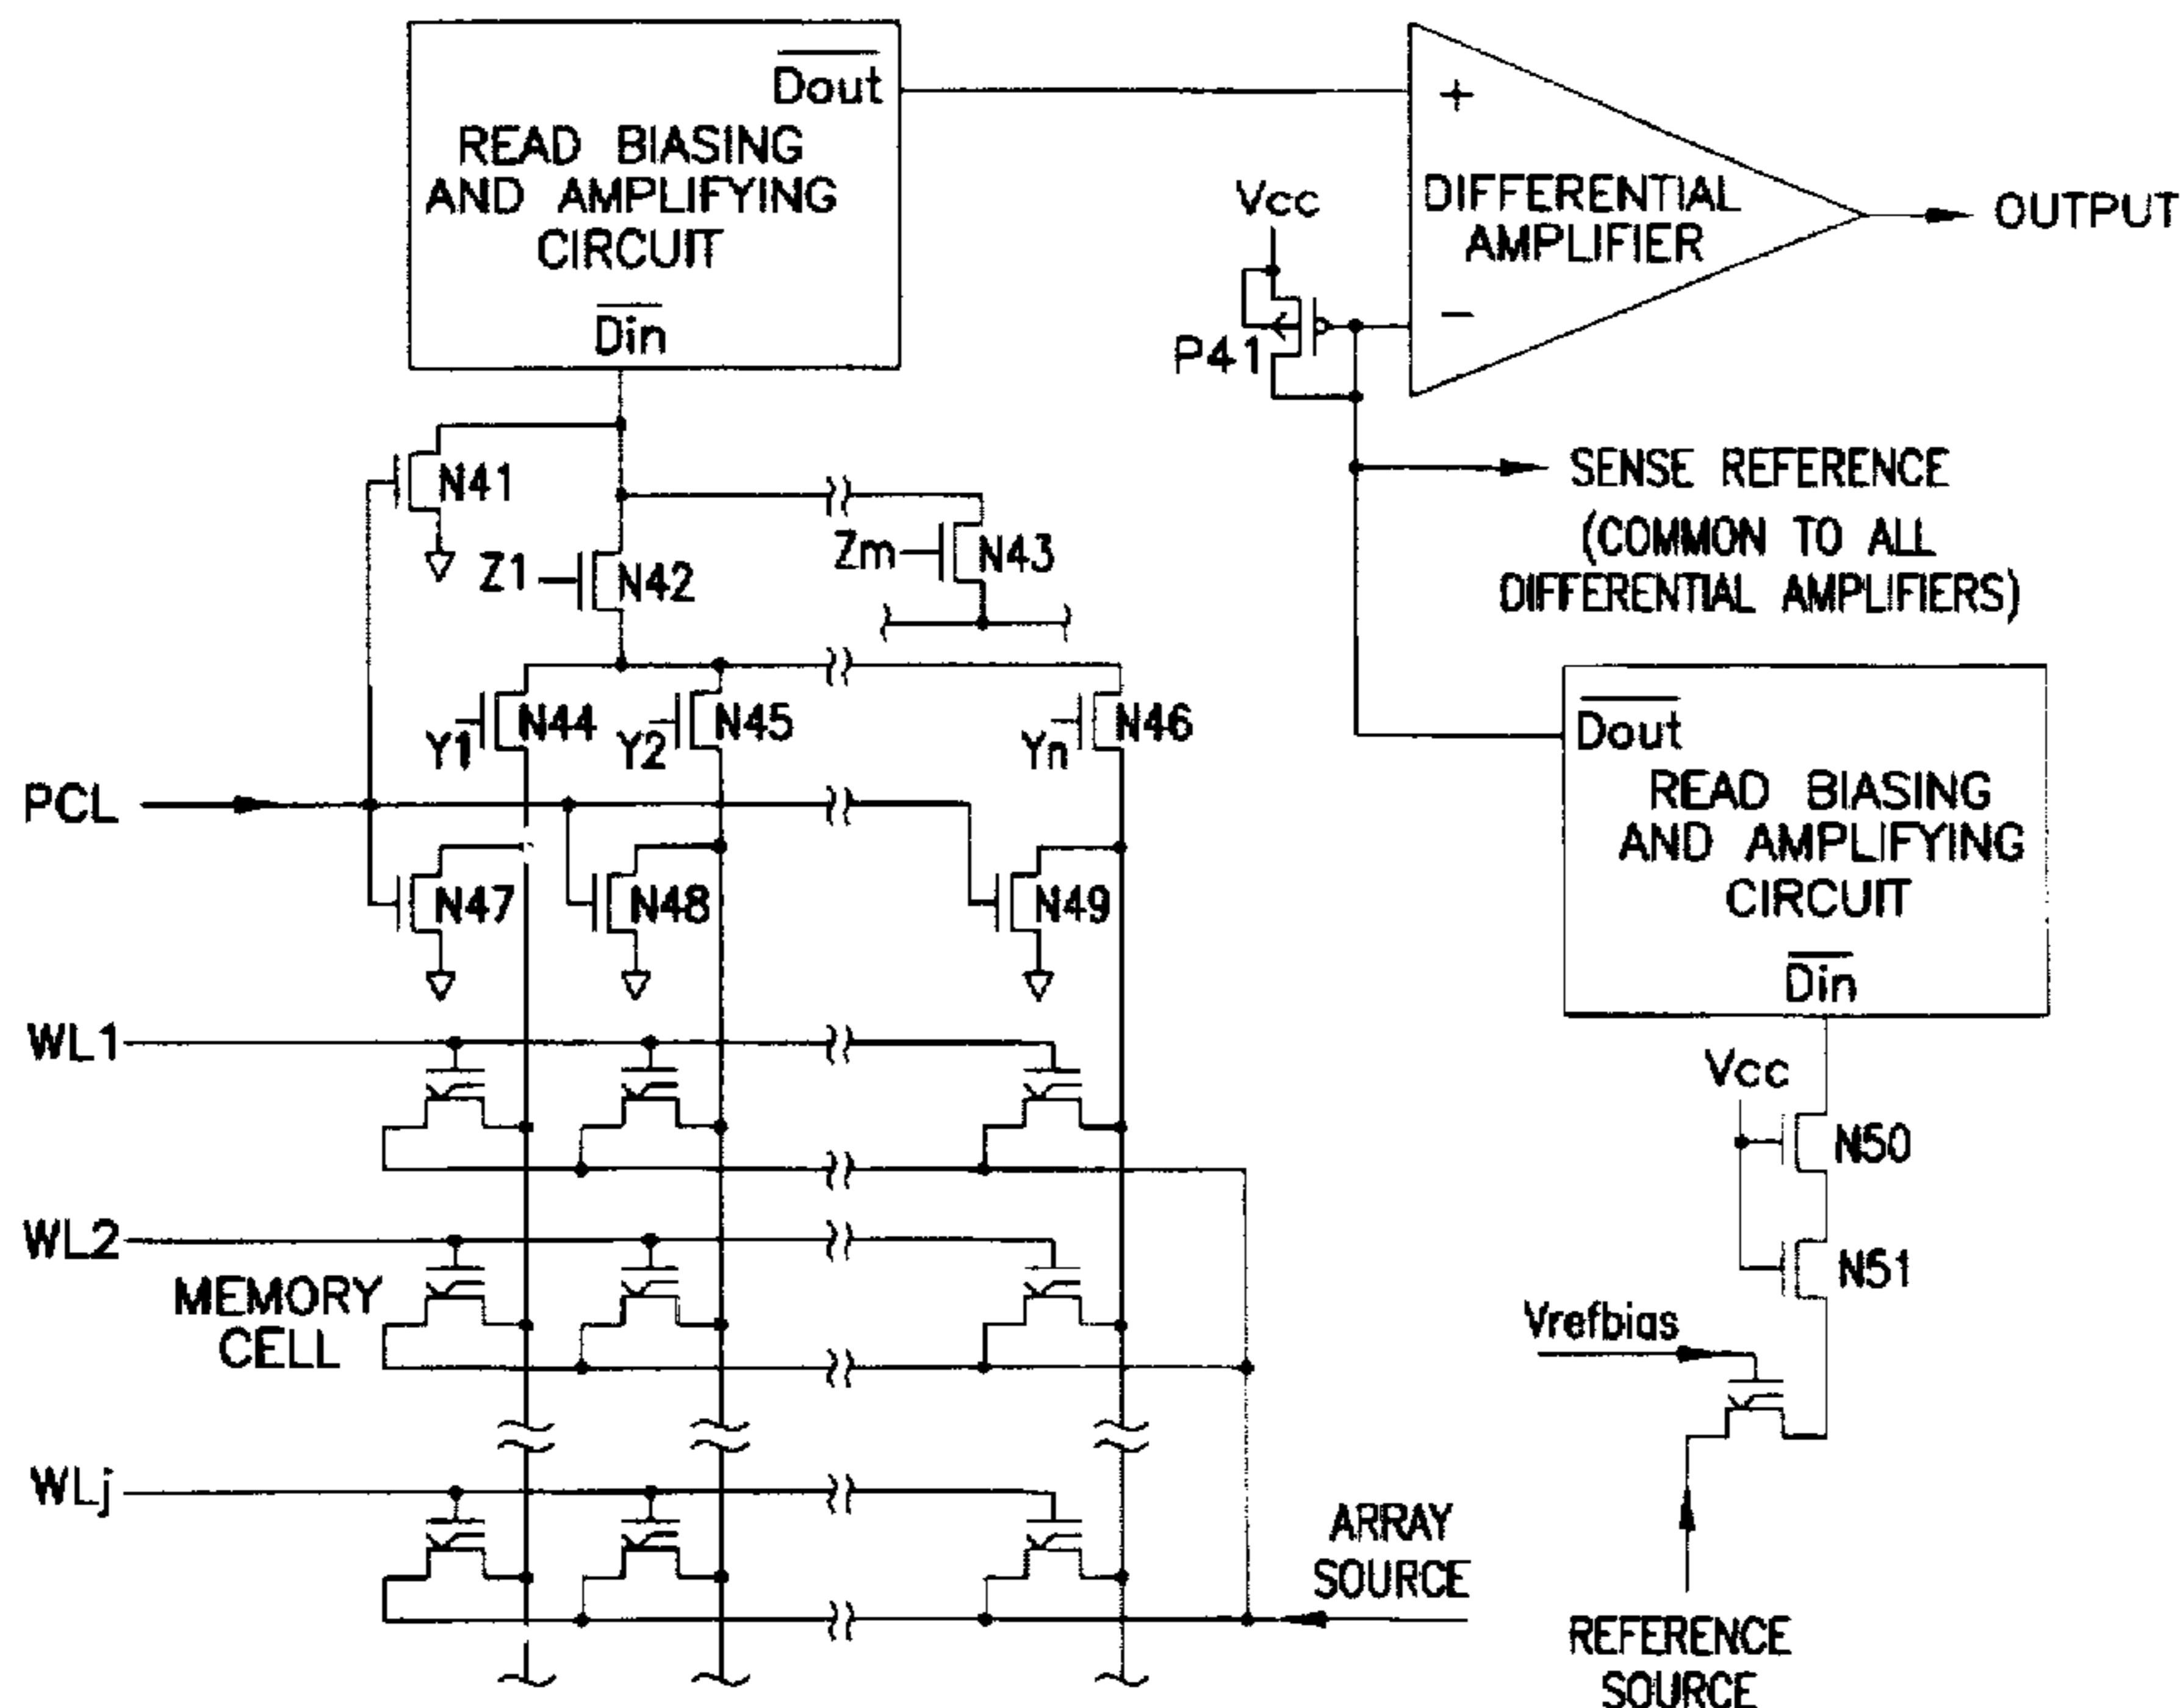 Dout
READ BIASING
AND AMPLIFYING
CIRCUIT
Din
+
DIFFERENTIAL
AMPLIFIER
−
OUTPUT
Vcc
P41
SENSE REFERENCE
(COMMON TO ALL
DIFFERENTIAL AMPLIFIERS)
N41
Z1
N42
Zm
N43
Y1
N44
Y2
N45
Yn
N46
PCL
N47
N48
N49
Dout
READ BIASING
AND AMPLIFYING
CIRCUIT
Din
Vcc
N50
N51
Vrefbias
REFERENCE
SOURCE
WL1
WL2
MEMORY
CELL
WLj
ARRAY
SOURCE